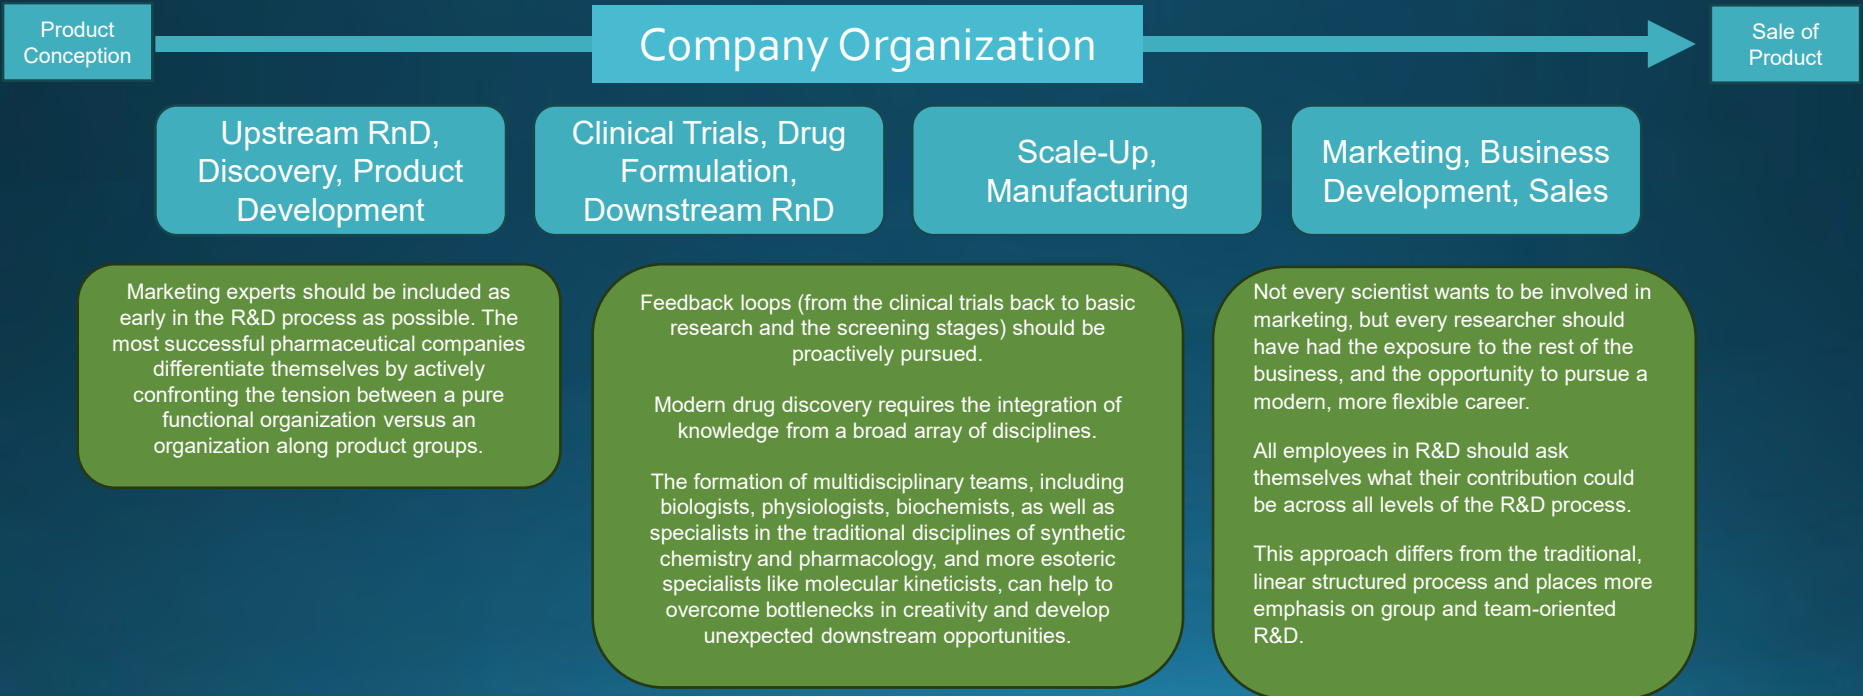 Product
Conception
Company Organization
Sale of
Product
Upstream RnD,
Discovery, Product
Development
Clinical Trials, Drug
Formulation,
Downstream RnD
Scale-Up,
Manufacturing
Marketing, Business
Development, Sales
Marketing experts should be included as
early in the R&D process as possible. The
most successful pharmaceutical companies
differentiate themselves by actively
confronting the tension between a pure
functional organization versus an
organization along product groups.
Feedback loops (from the clinical trials back to basic
research and the screening stages) should be
proactively pursued.
Modern drug discovery requires the integration of
knowledge from a broad array of disciplines.
The formation of multidisciplinary teams, including
biologists, physiologists, biochemists, as well as
specialists in the traditional disciplines of synthetic
chemistry and pharmacology, and more esoteric
specialists like molecular kineticists, can help to
overcome bottlenecks in creativity and develop
unexpected downstream opportunities.
Not every scientist wants to be involved in
marketing, but every researcher should
have had the exposure to the rest of the
business, and the opportunity to pursue a
modern, more flexible career.
All employees in R&D should ask
themselves what their contribution could
be across all levels of the R&D process.
This approach differs from the traditional,
linear structured process and places more
emphasis on group and team-oriented
R&D.